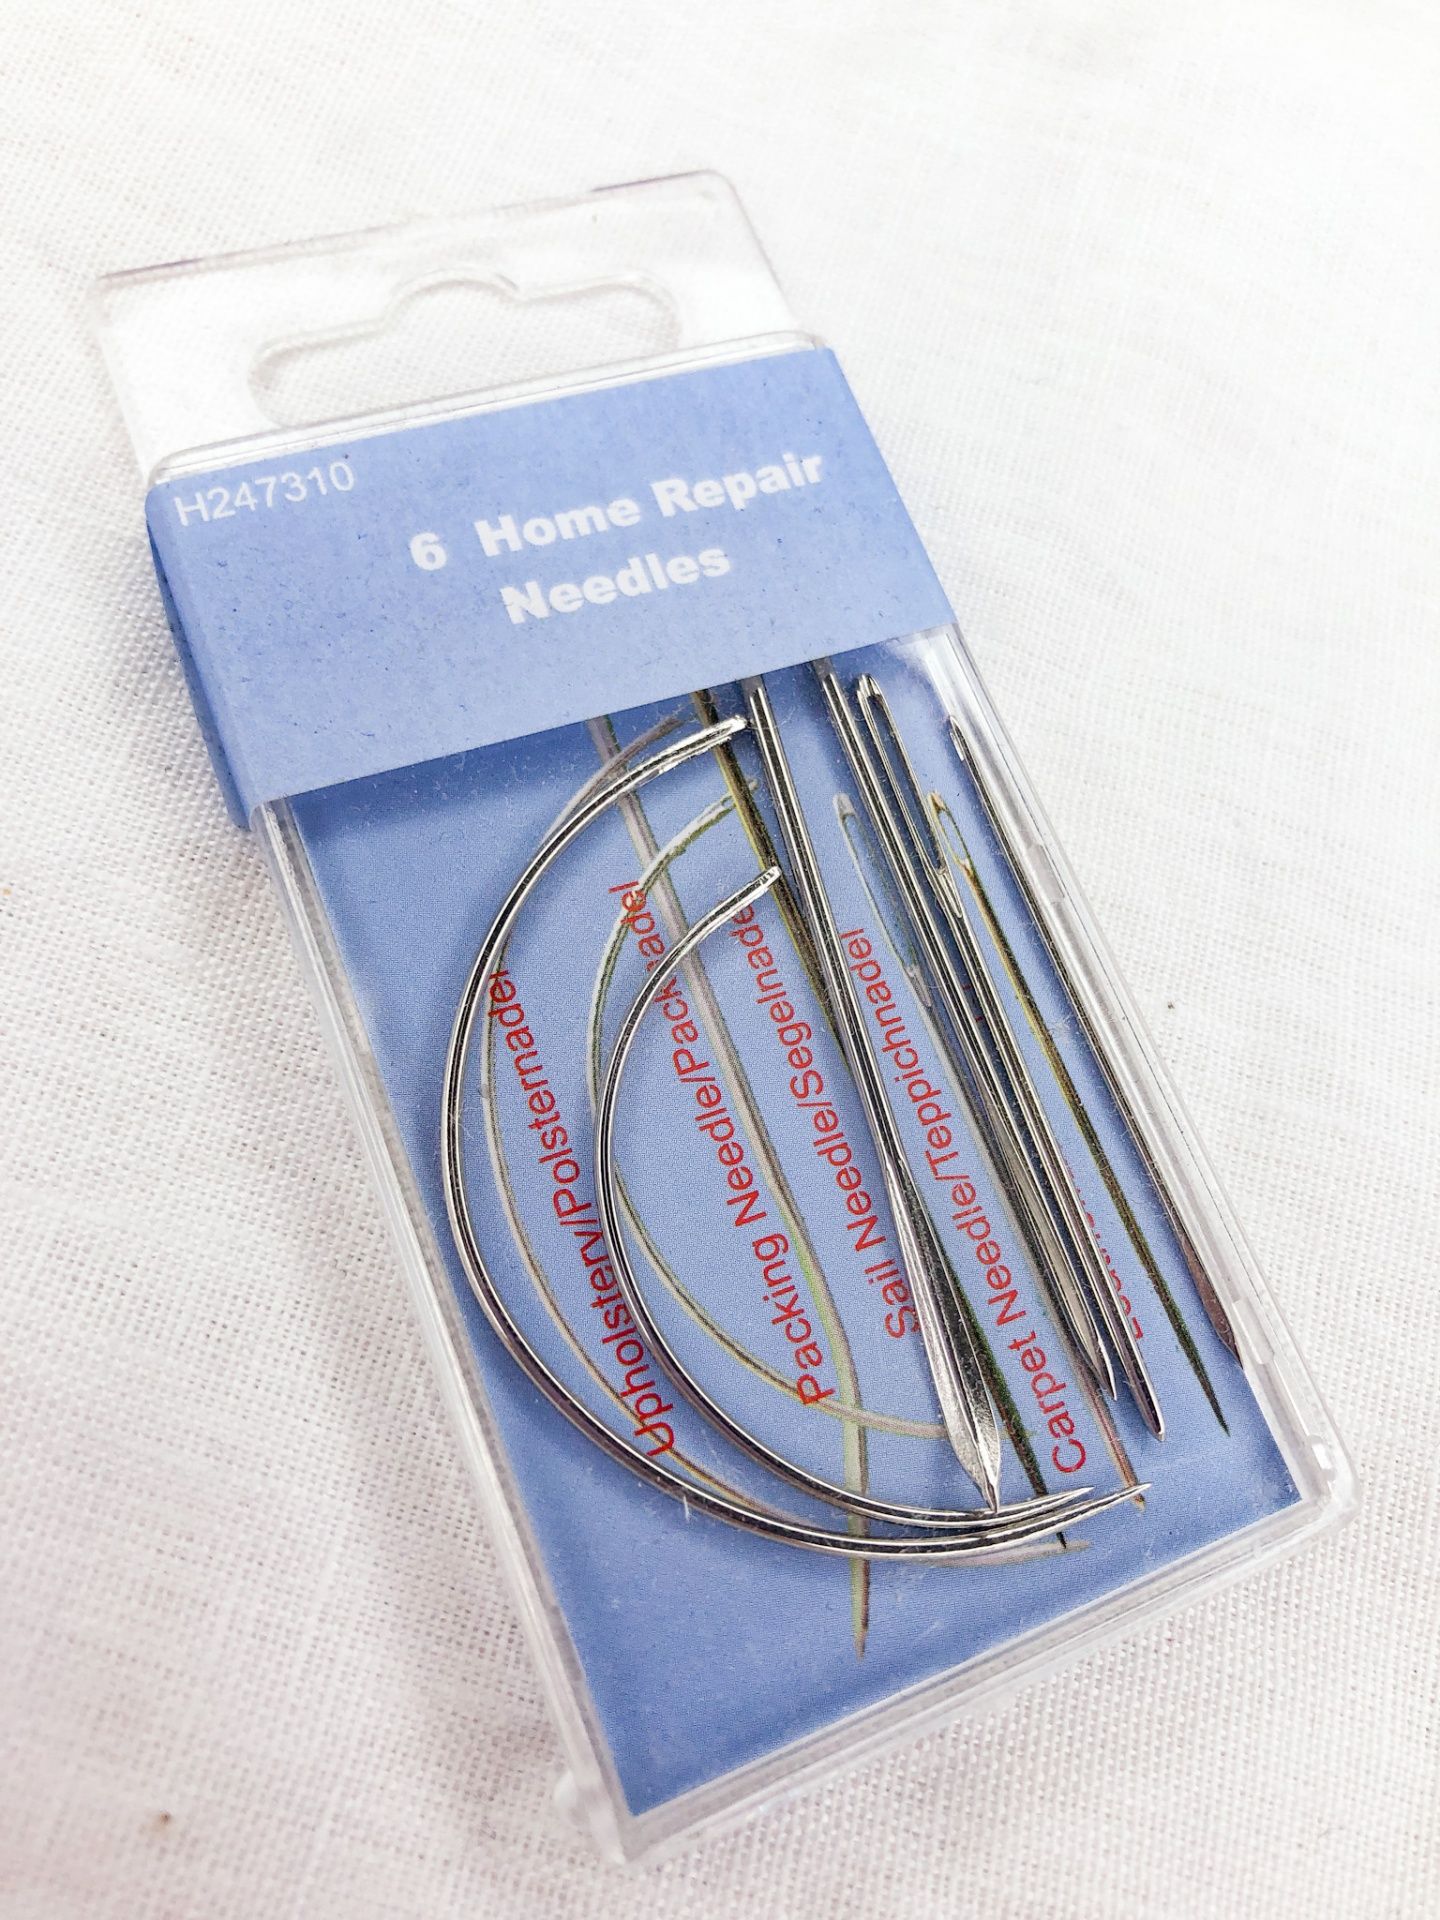 H247310
6 Home Repair
Needles
Upholstery/Polsternadel
Packing Needle/Packnadel
Sail Needle/Segelnadel
Carpet Needle/Teppichnadel